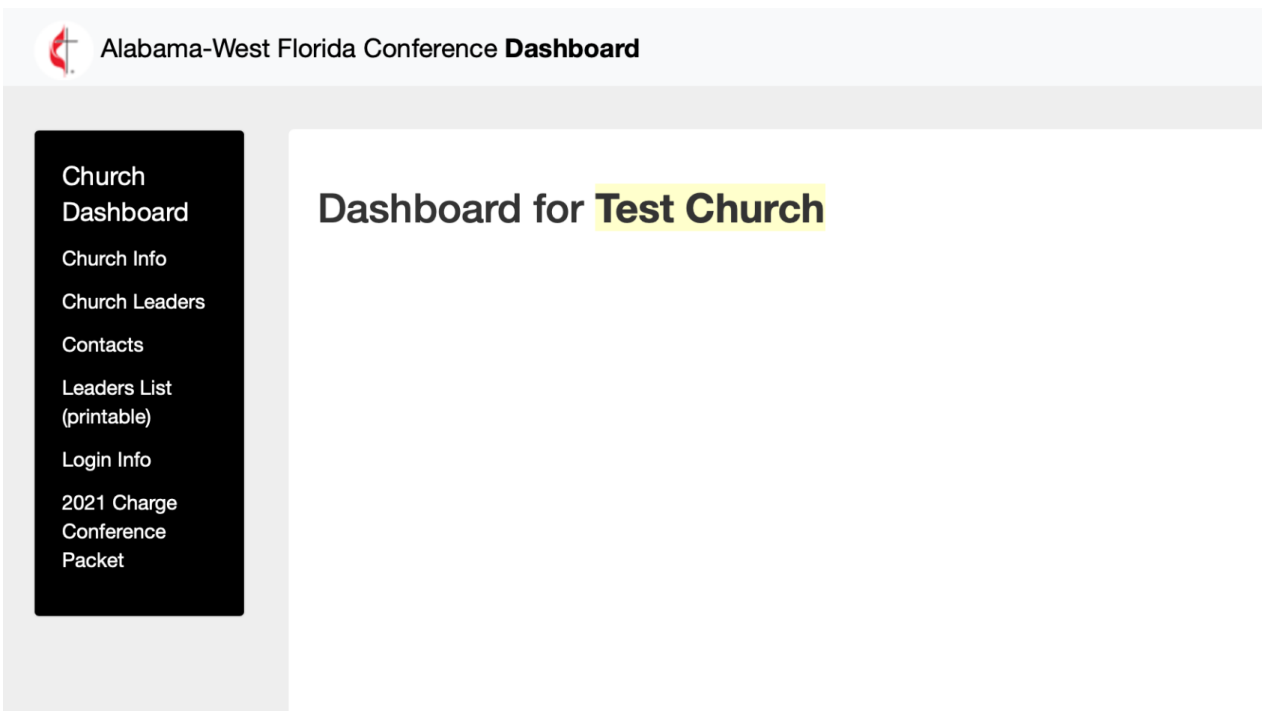 Alabama-West Florida Conference Dashboard
Church
Dashboard
Church Info
Church Leaders
Contacts
Leaders List
(printable)
Login Info
2021 Charge
Conference
Packet
Dashboard for Test Church